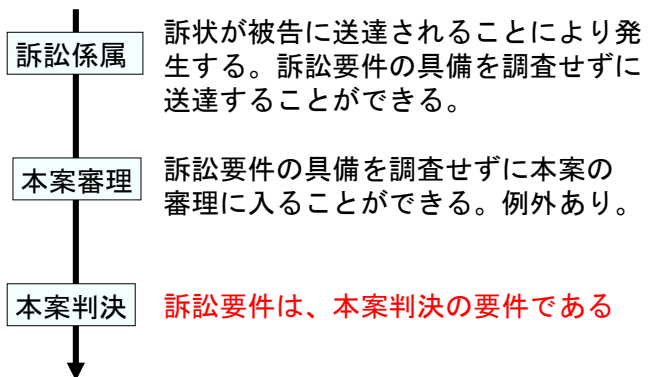 訴訟係属
訴状が被告に送達されることにより発
生する。訴訟要件の具備を調査せずに
送達することができる。
本案審理
訴訟要件の具備を調査せずに本案の
審理に入ることができる。例外あり。
本案判決
訴訟要件は、本案判決の要件である